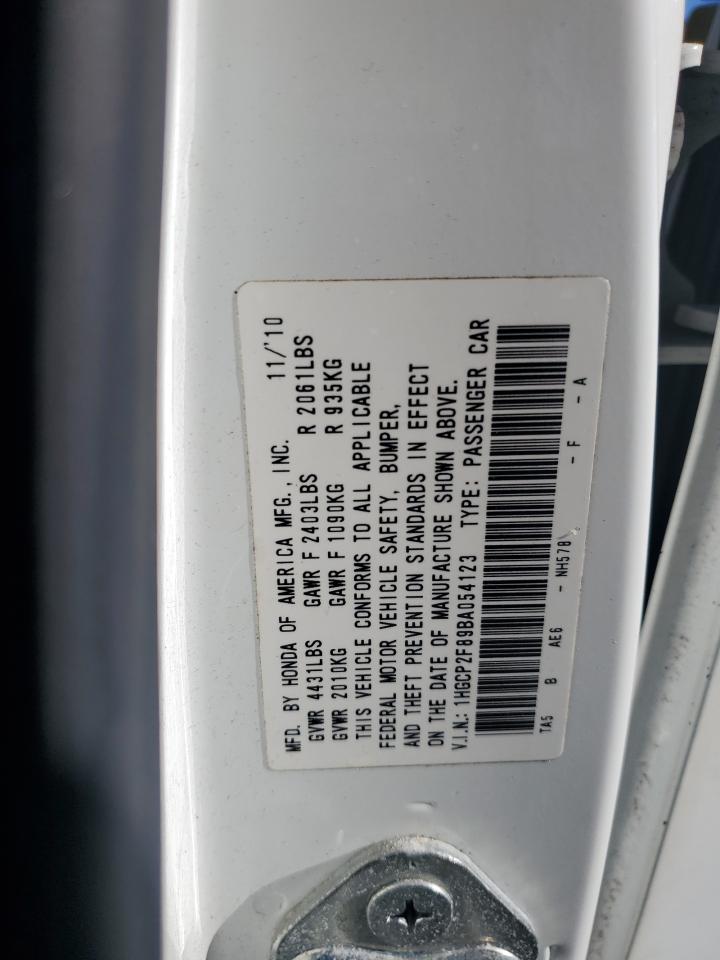 MFD. BY HONDA OF AMERICA MFG., INC. 11/'10
GVWR 4431LBS GAWR F 2403LBS R 2061LBS
GVWR 2010KG GAWR F 1090KG R 935KG
THIS VEHICLE CONFORMS TO ALL APPLICABLE
FEDERAL MOTOR VEHICLE SAFETY, BUMPER,
AND THEFT PREVENTION STANDARDS IN EFFECT
ON THE DATE OF MANUFACTURE SHOWN ABOVE.
V.I.N.: 1HGCP2F89BA054123 TYPE: PASSENGER CAR
TA5 B AE6 - NH578 - F - A